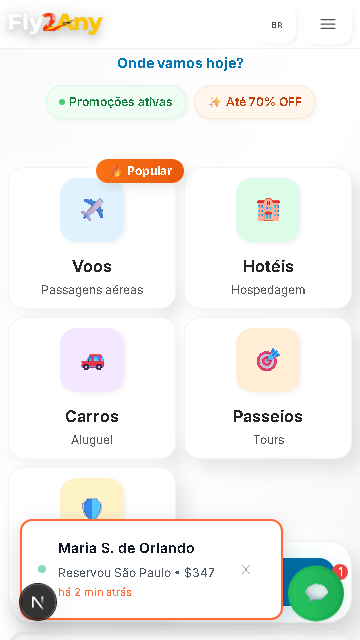 Fly2Any
BR
Onde vamos hoje?
Promoções ativas
Até 70% OFF
Popular
Voos
Passagens aéreas
Hotéis
Hospedagem
Carros
Aluguel
Passeios
Tours
Maria S. de Orlando
Reservou São Paulo • $347
há 2 min atrás
N
1